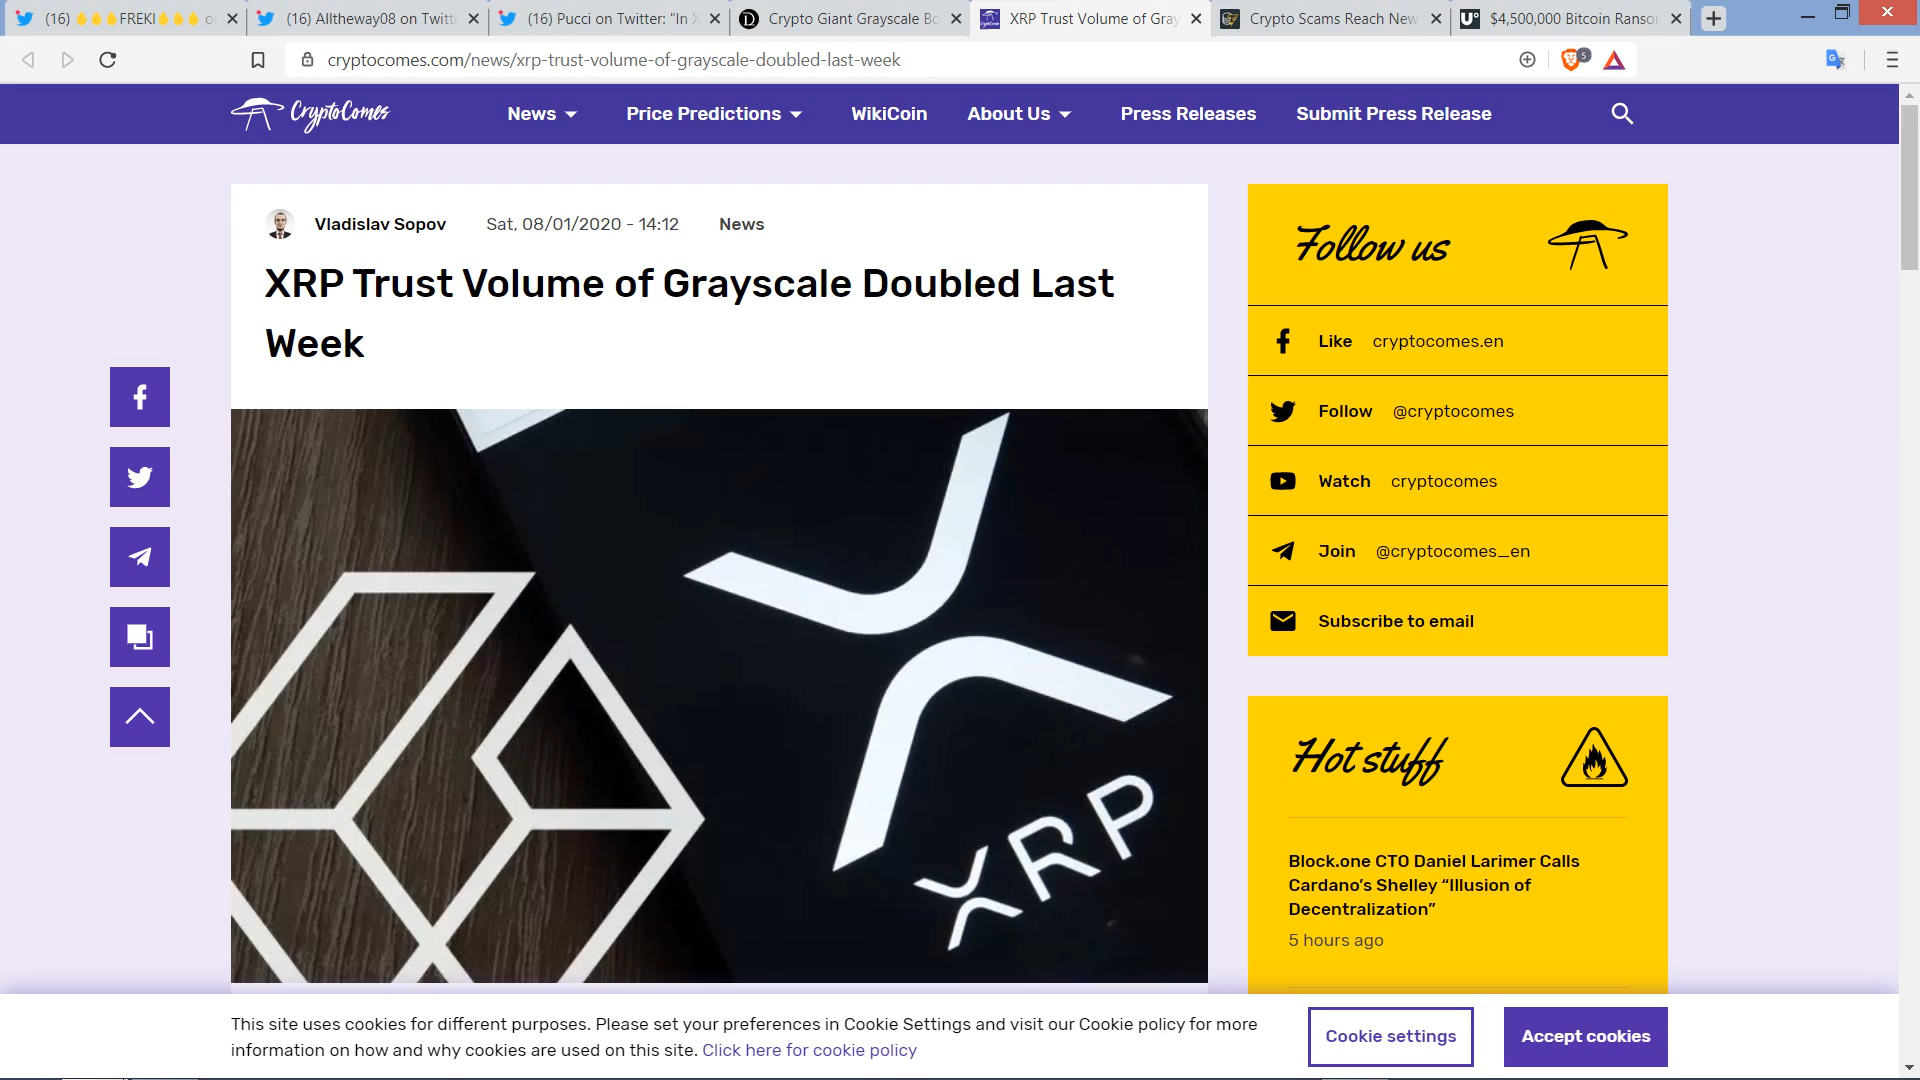 (16) 🔥🔥🔥FREKI🔥🔥🔥 o
(16) Alltheway08 on Twitte
(16) Pucci on Twitter: "In X
Crypto Giant Grayscale Bo
XRP Trust Volume of Gray
Crypto Scams Reach New
U°
$4,500,000 Bitcoin Ransom
cryptocomes.com/news/xrp-trust-volume-of-grayscale-doubled-last-week
5
CryptoComes
News
Price Predictions
WikiCoin
About Us
Press Releases
Submit Press Release
Vladislav Sopov
Sat, 08/01/2020 - 14:12
News
XRP Trust Volume of Grayscale Doubled Last
Week
XRP
Follow us
Like cryptocomes.en
Follow @cryptocomes
Watch cryptocomes
Join @cryptocomes_en
Subscribe to email
Hot stuff
Block.one CTO Daniel Larimer Calls
Cardano's Shelley “Illusion of
Decentralization”
5 hours ago
This site uses cookies for different purposes. Please set your preferences in Cookie Settings and visit our Cookie policy for more
information on how and why cookies are used on this site. Click here for cookie policy
Cookie settings
Accept cookies